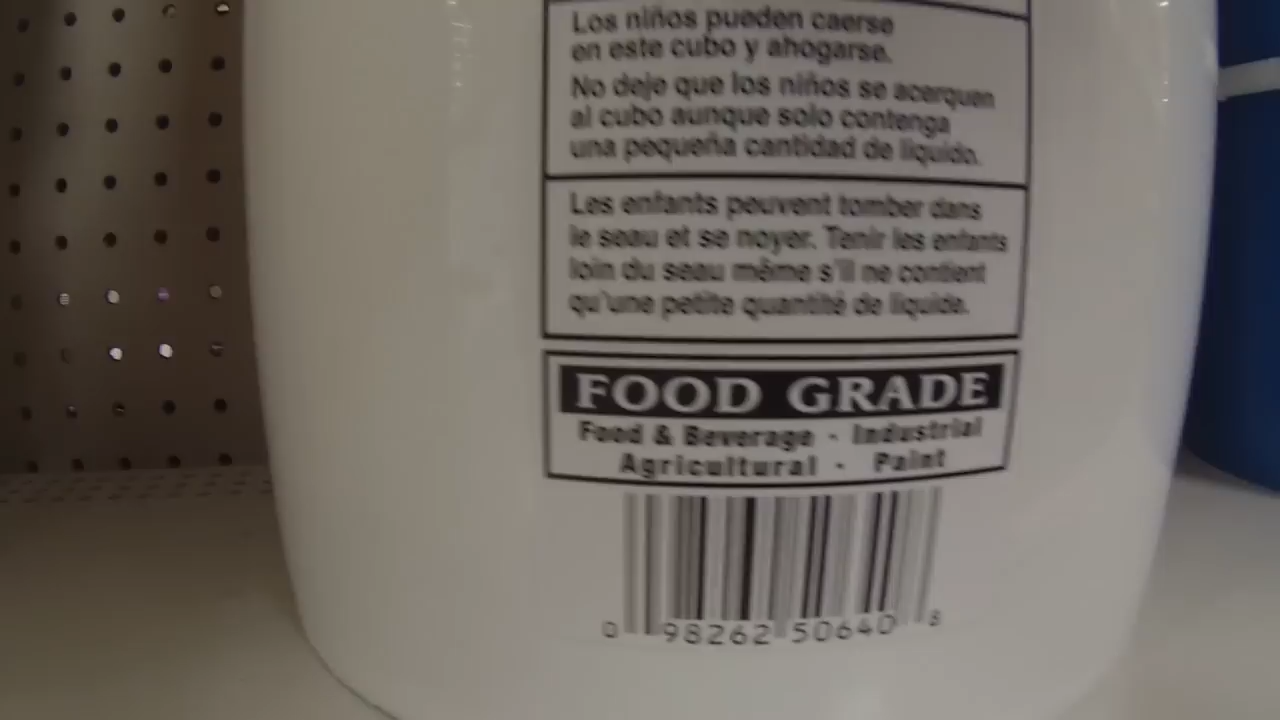 Los niños pueden caerse
en este cubo y ahogarse.
No deje que los niños se acerquen
al cubo aunque solo contenga
una pequeña cantidad de liquido.
Les enfants peuvent tomber dans
le seau et se noyer. Tenir les enfants
loin du seau même s'il ne contient
qu'une petite quantité de liquide.
FOOD GRADE
Food & Beverage · Industrial
Agricultural · Paint
0 98262 50640 8